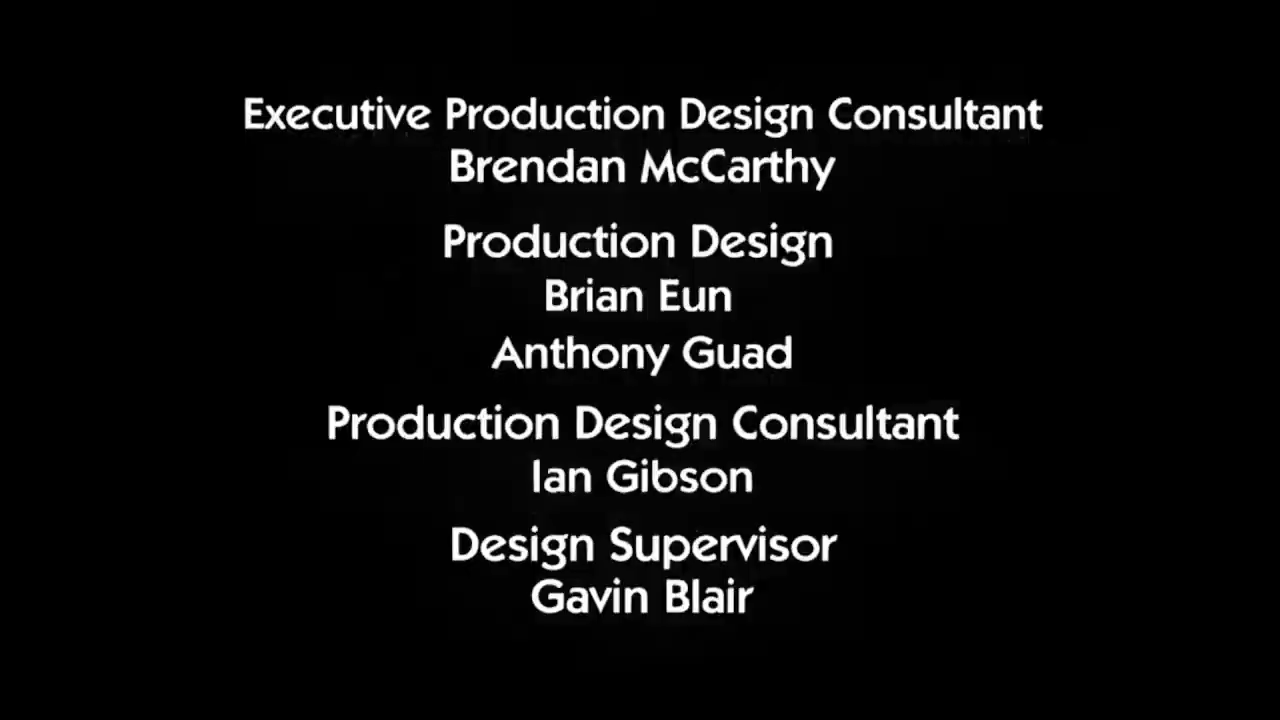 Executive Production Design Consultant
Brendan McCarthy
Production Design
Brian Eun
Anthony Guad
Production Design Consultant
Ian Gibson
Design Supervisor
Gavin Blair